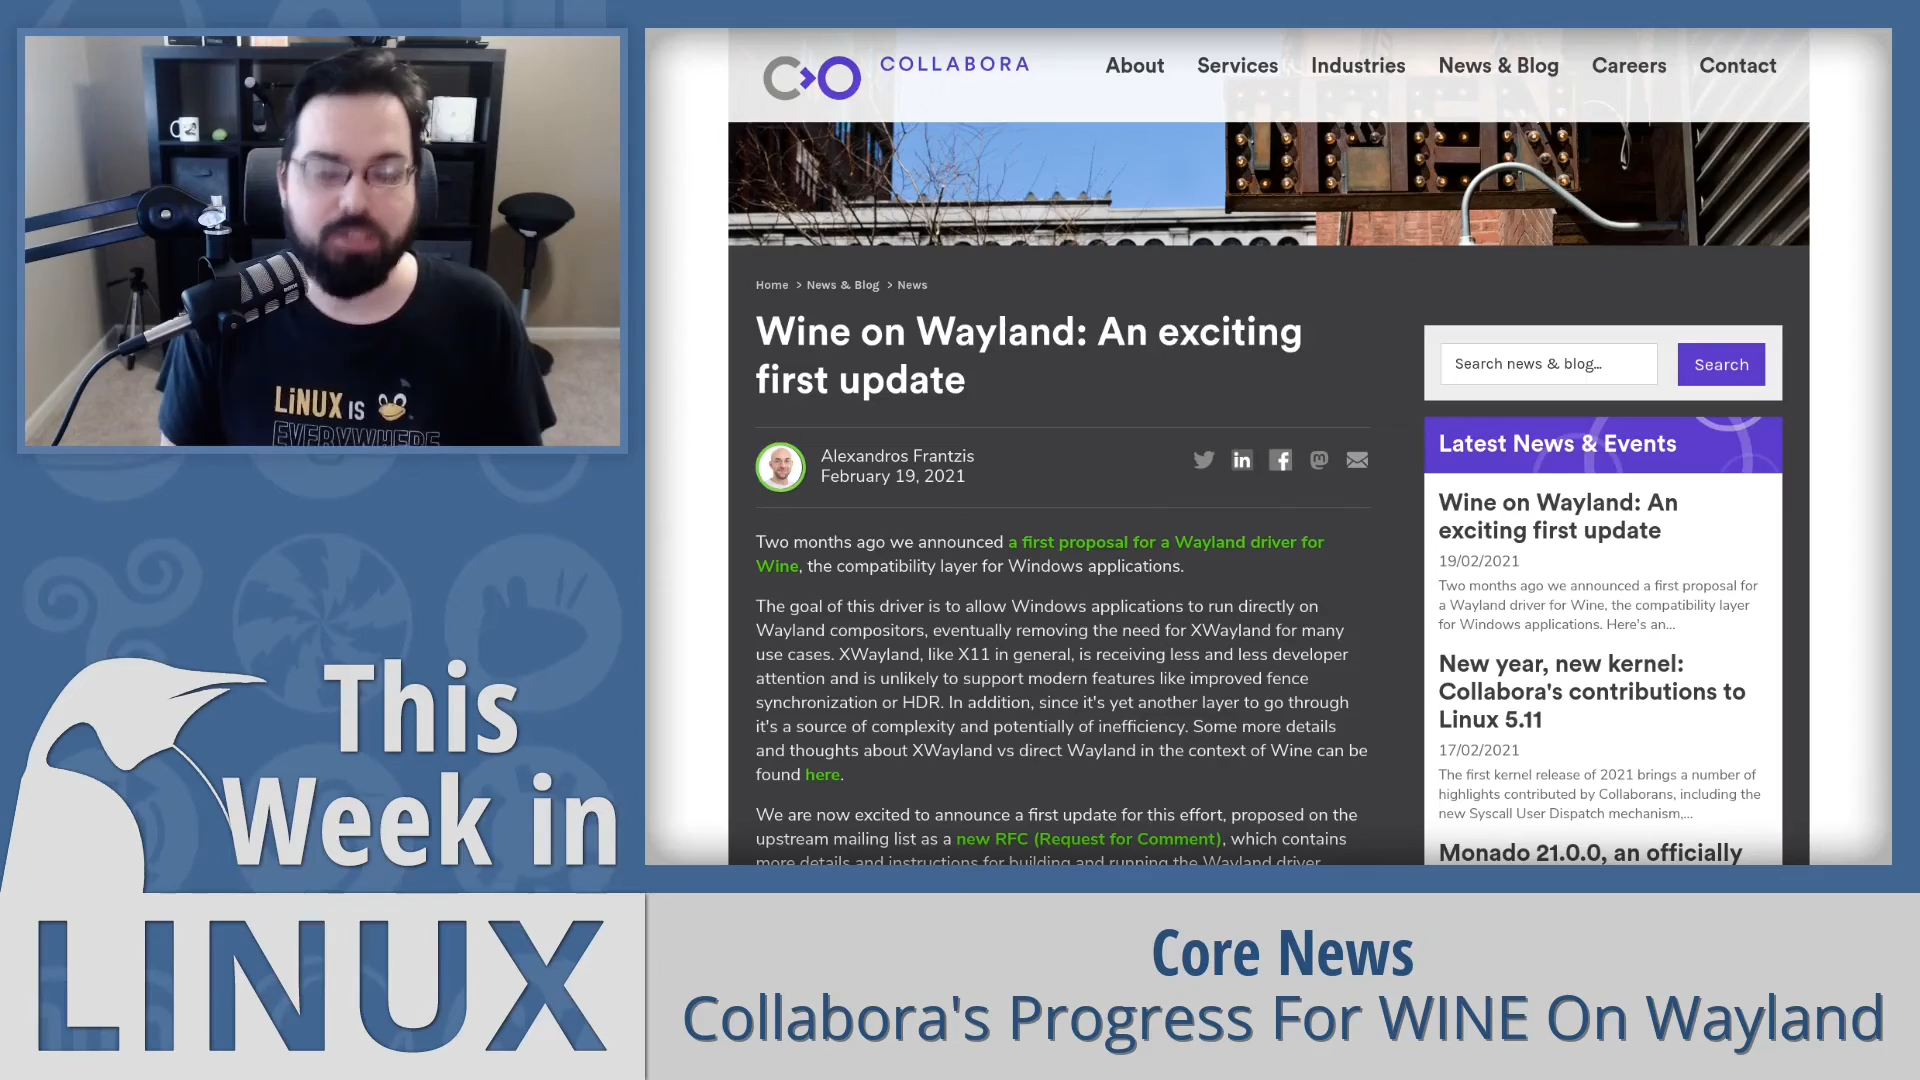 COLLABORA
About Services Industries News & Blog Careers Contact
Home > News & Blog > News
Wine on Wayland: An exciting
first update
Alexandros Frantzis
February 19, 2021
Two months ago we announced a first proposal for a Wayland driver for
Wine, the compatibility layer for Windows applications.
The goal of this driver is to allow Windows applications to run directly on
Wayland compositors, eventually removing the need for XWayland for many
use cases. XWayland, like X11 in general, is receiving less and less developer
attention and is unlikely to support modern features like improved fence
synchronization or HDR. In addition, since it's yet another layer to go through
it's a source of complexity and potentially of inefficiency. Some more details
and thoughts about XWayland vs direct Wayland in the context of Wine can be
found here.
We are now excited to announce a first update for this effort, proposed on the
upstream mailing list as a new RFC (Request for Comment), which contains
more details and instructions for building and running the Wayland driver
Search news & blog...
Search
Latest News & Events
Wine on Wayland: An
exciting first update
19/02/2021
Two months ago we announced a first proposal for
a Wayland driver for Wine, the compatibility layer
for Windows applications. Here's an...
New year, new kernel:
Collabora's contributions to
Linux 5.11
17/02/2021
The first kernel release of 2021 brings a number of
highlights contributed by Collaborans, including the
new Syscall User Dispatch mechanism,...
Monado 21.0.0, an officially
LiNUX IS
EVERYWHERE
This
Week in
LINUX
Core News
Collabora's Progress For WINE On Wayland